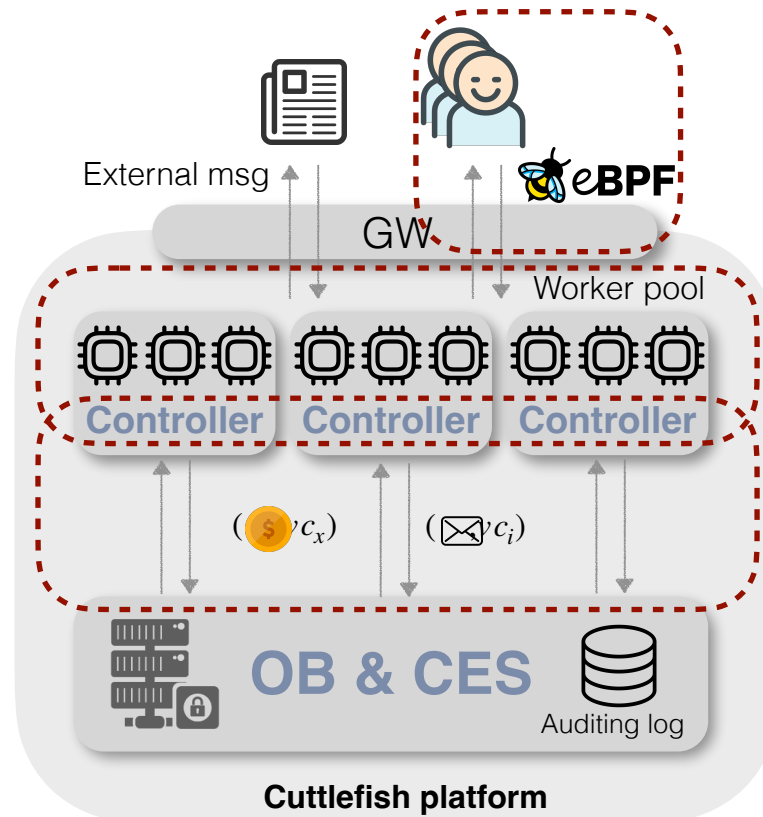 External msg
eBPF
GW
Worker pool
Controller Controller Controller
$
( , c_x)
( , c_i)
OB & CES
Auditing log
Cuttlefish platform